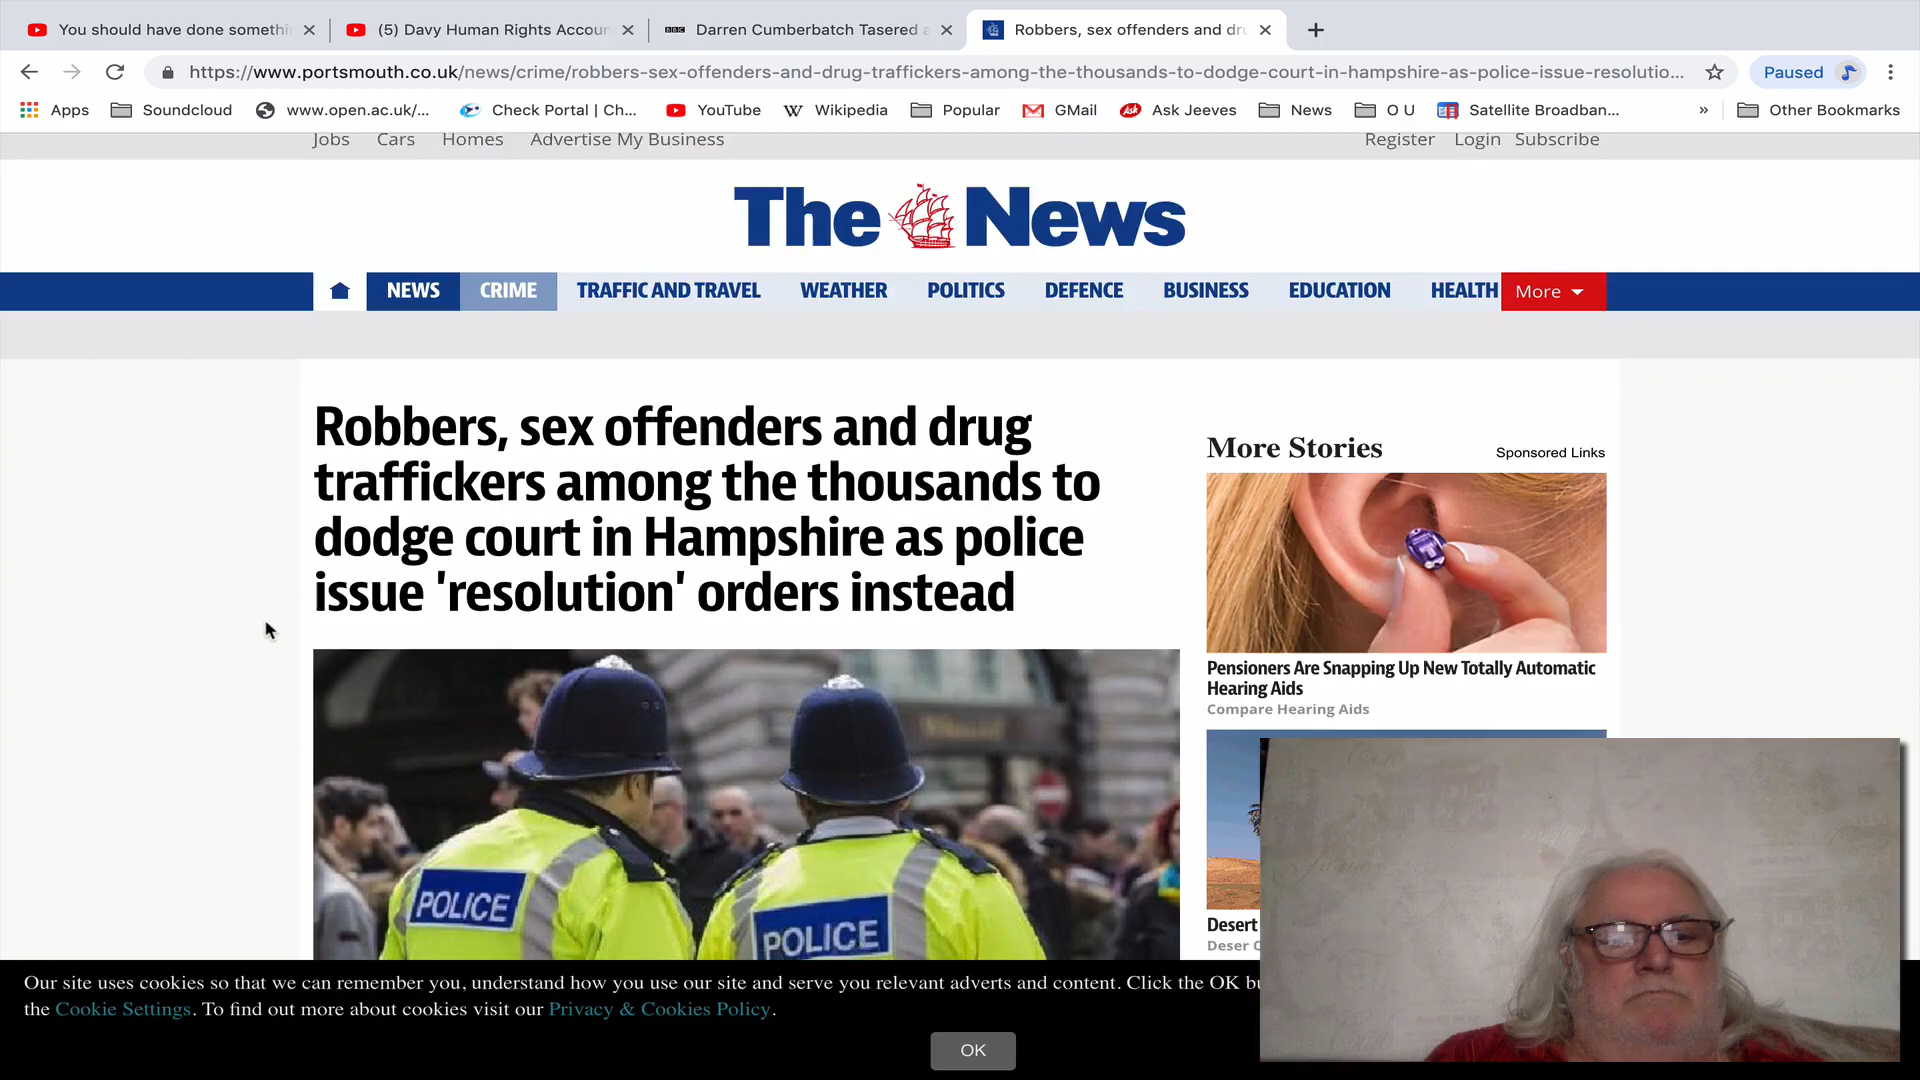 You should have done somethi
(5) Davy Human Rights Accoun
BBC
Darren Cumberbatch Tasered a
Robbers, sex offenders and dru
https://www.portsmouth.co.uk/news/crime/robbers-sex-offenders-and-drug-traffickers-among-the-thousands-to-dodge-court-in-hampshire-as-police-issue-resolutio...
Paused
Apps
Soundcloud
www.open.ac.uk/...
Check Portal | Ch...
YouTube
W Wikipedia
Popular
GMail
Ask Ask Jeeves
News
O U
Satellite Broadban...
»
Other Bookmarks
Jobs Cars Homes Advertise My Business
Register Login Subscribe
The News
NEWS CRIME TRAFFIC AND TRAVEL WEATHER POLITICS DEFENCE BUSINESS EDUCATION HEALTH More
Robbers, sex offenders and drug
traffickers among the thousands to
dodge court in Hampshire as police
issue 'resolution' orders instead
More Stories
Sponsored Links
Pensioners Are Snapping Up New Totally Automatic
Hearing Aids
Compare Hearing Aids
POLICE
POLICE
Desert
Deser
Our site uses cookies so that we can remember you, understand how you use our site and serve you relevant adverts and content. Click the OK bu
the Cookie Settings. To find out more about cookies visit our Privacy & Cookies Policy.
OK